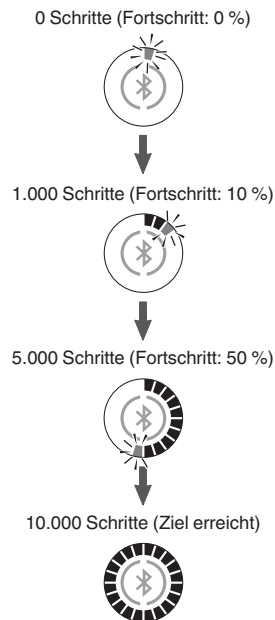 0 Schritte (Fortschritt: 0 %)
1.000 Schritte (Fortschritt: 10 %)
5.000 Schritte (Fortschritt: 50 %)
10.000 Schritte (Ziel erreicht)